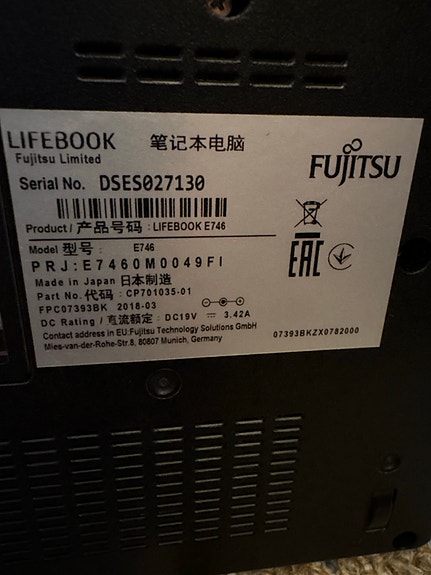 LIFEBOOK 笔记本电脑
Fujitsu Limited
FUJITSU
Serial No. DSES027130
Product / 产品号码 : LIFEBOOK E746
Model 型号 : E746
PRJ:E7460M0049FI
Made in Japan 日本制造
Part No. 代码 : CP701035-01
FPC07393BK 2018-03
DC Rating / 直流额定 : DC19V 3.42A
Contact address in EU:Fujitsu Technology Solutions GmbH
Mies-van-der-Rohe-Str.8, 80807 Munich, Germany
EAC
07393BKZX0782000